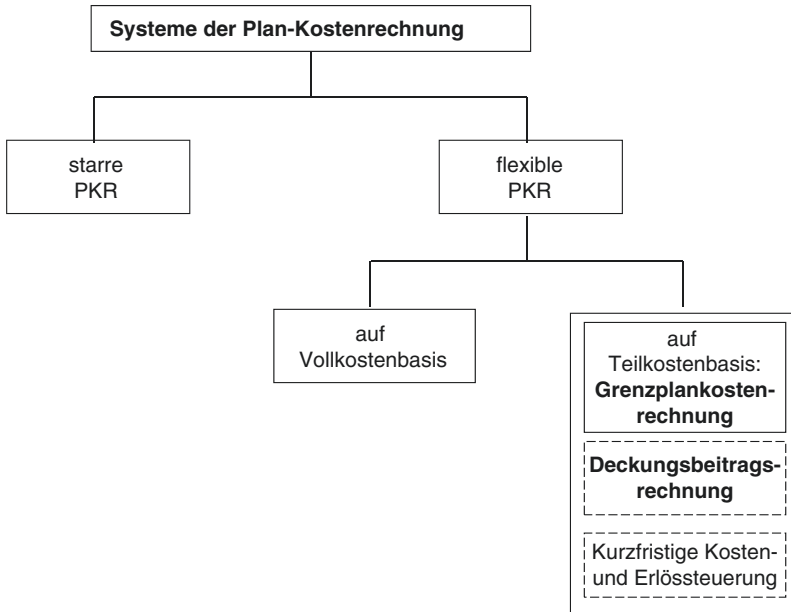 Systeme der Plan-Kostenrechnung
starre
PKR
flexible
PKR
auf
Vollkostenbasis
auf
Teilkostenbasis:
Grenzplankosten-
rechnung
Deckungsbeitrags-
rechnung
Kurzfristige Kosten-
und Erlössteuerung